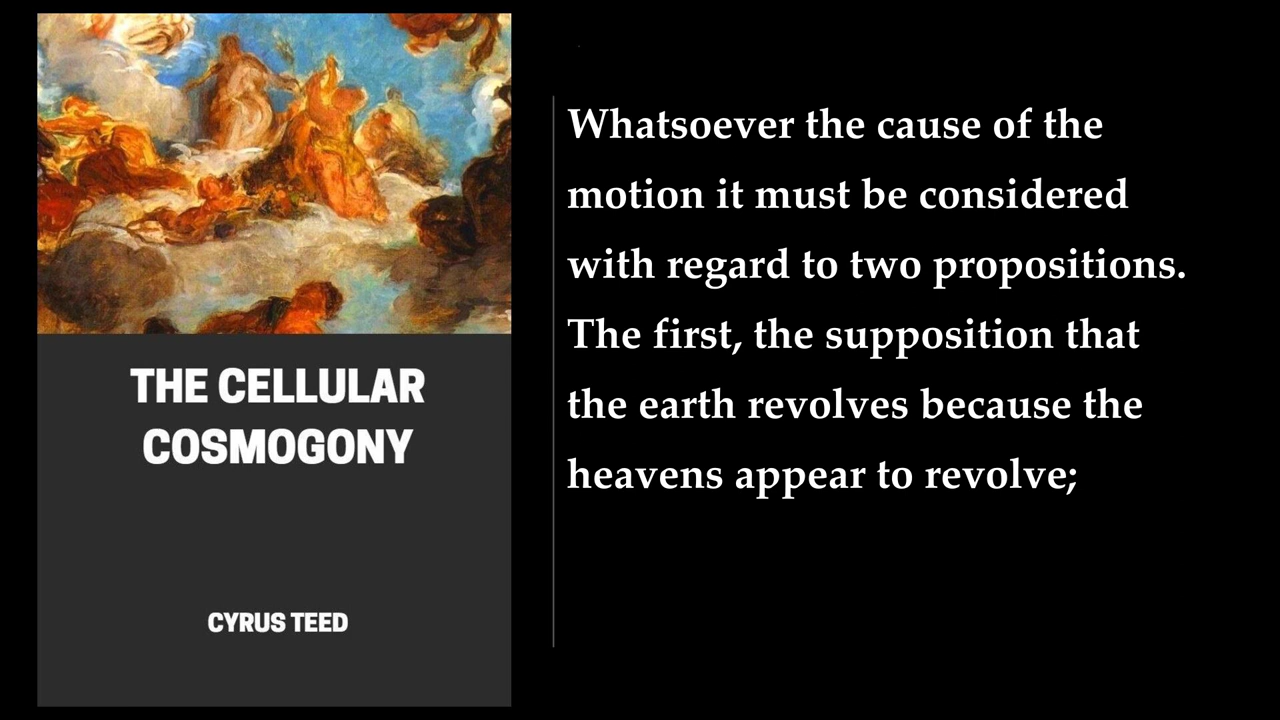 THE CELLULAR
COSMOGONY
CYRUS TEED
Whatsoever the cause of the
motion it must be considered
with regard to two propositions.
The first, the supposition that
the earth revolves because the
heavens appear to revolve;